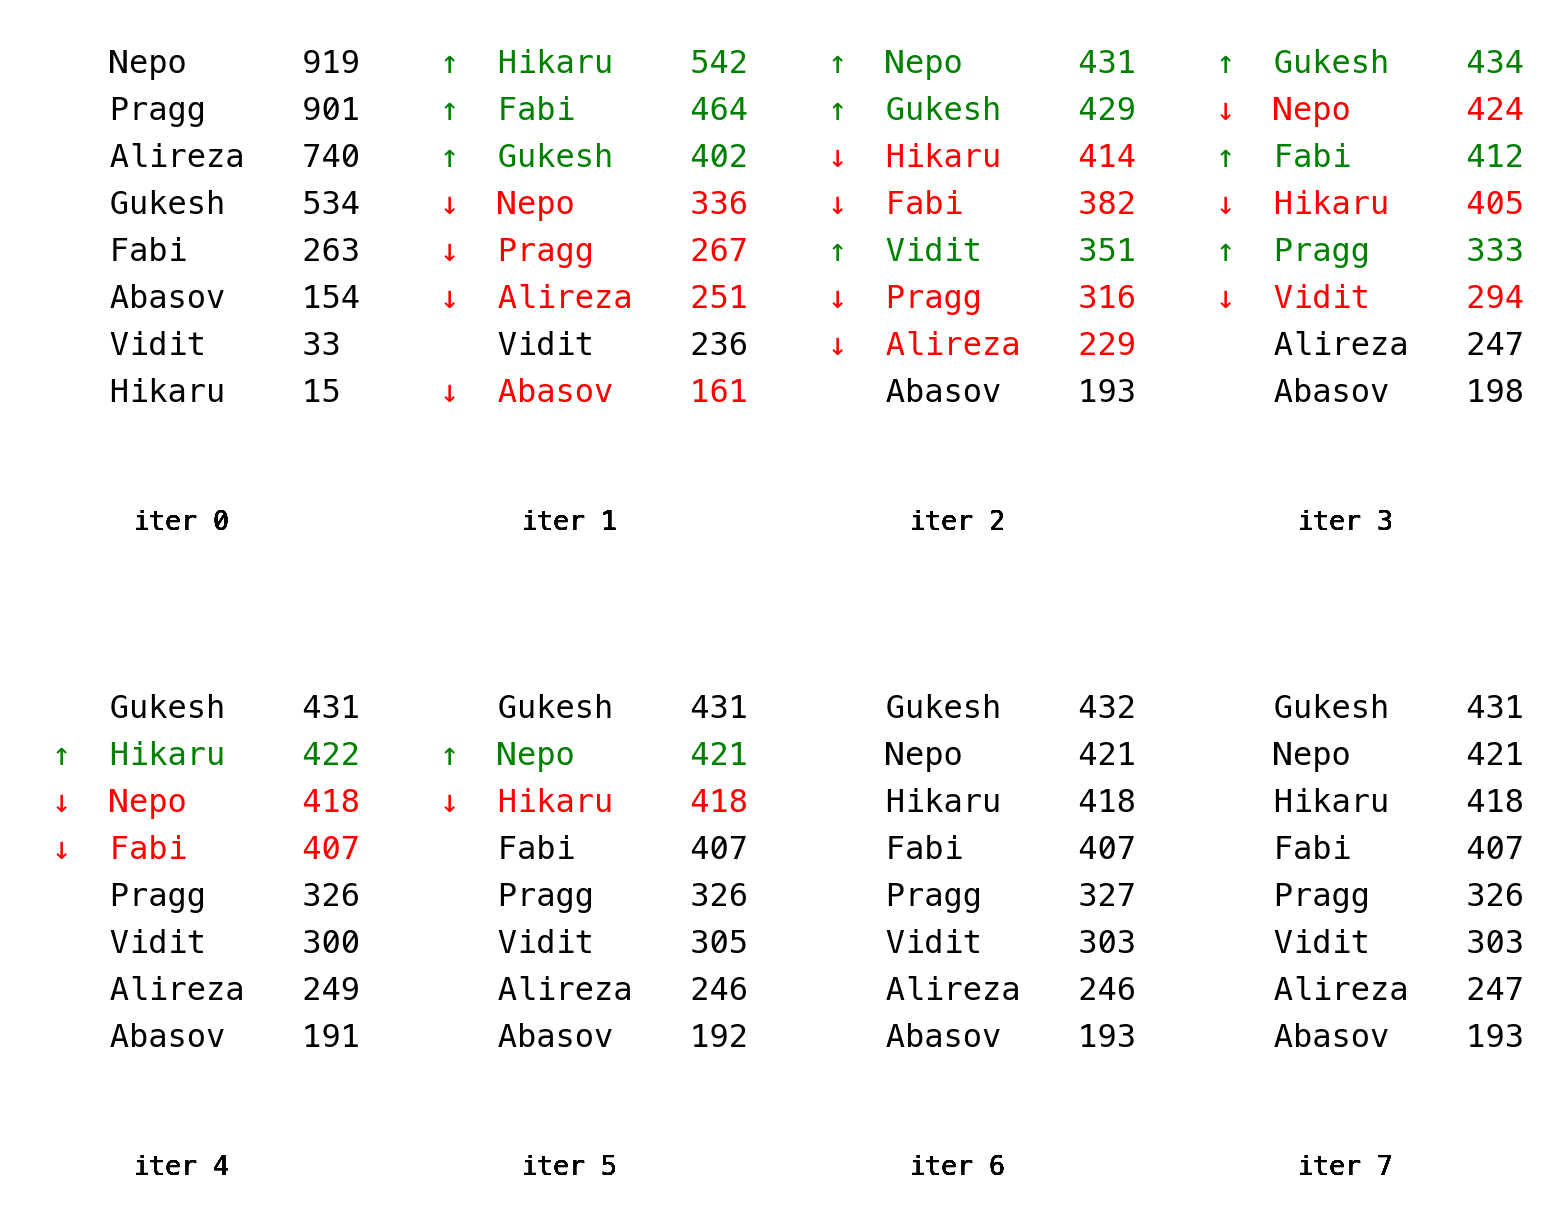 Nepo 919
Pragg 901
Alireza 740
Gukesh 534
Fabi 263
Abasov 154
Vidit 33
Hikaru 15
iter 0
↑ Hikaru 542
↑ Fabi 464
↑ Gukesh 402
↓ Nepo 336
↓ Pragg 267
↓ Alireza 251
Vidit 236
↓ Abasov 161
iter 1
↑ Nepo 431
↑ Gukesh 429
↓ Hikaru 414
↓ Fabi 382
↑ Vidit 351
↓ Pragg 316
↓ Alireza 229
Abasov 193
iter 2
↑ Gukesh 434
↓ Nepo 424
↑ Fabi 412
↓ Hikaru 405
↑ Pragg 333
↓ Vidit 294
Alireza 247
Abasov 198
iter 3
Gukesh 431
↑ Hikaru 422
↓ Nepo 418
↓ Fabi 407
Pragg 326
Vidit 300
Alireza 249
Abasov 191
iter 4
Gukesh 431
↑ Nepo 421
↓ Hikaru 418
Fabi 407
Pragg 326
Vidit 305
Alireza 246
Abasov 192
iter 5
Gukesh 432
Nepo 421
Hikaru 418
Fabi 407
Pragg 327
Vidit 303
Alireza 246
Abasov 193
iter 6
Gukesh 431
Nepo 421
Hikaru 418
Fabi 407
Pragg 326
Vidit 303
Alireza 247
Abasov 193
iter 7